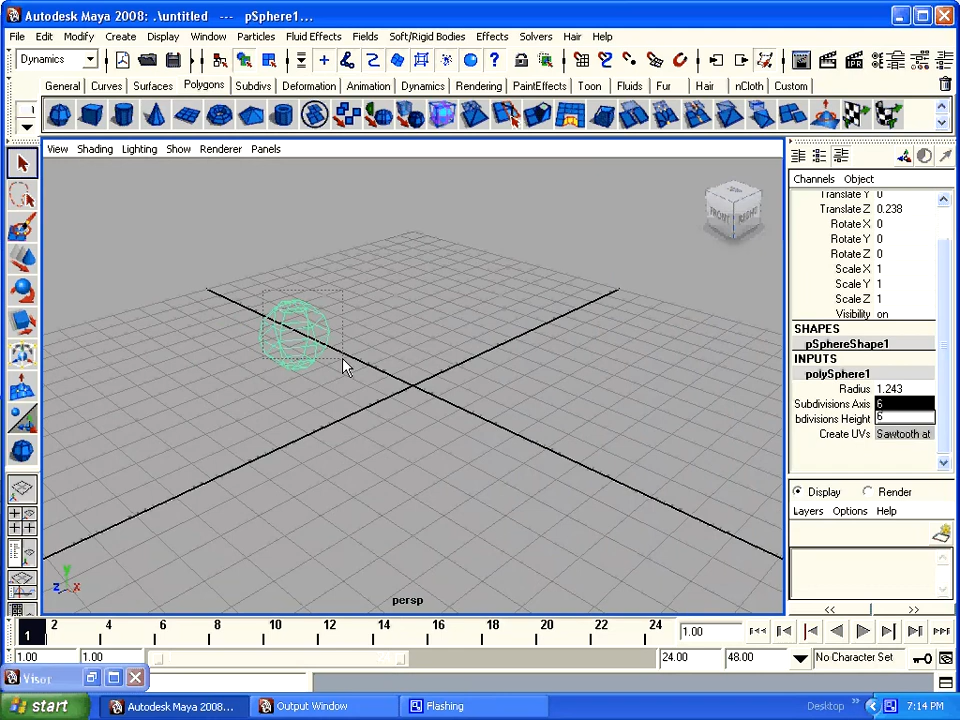 Autodesk Maya 2008: .\untitled --- pSphere1...
File Edit Modify Create Display Window Particles Fluid Effects Fields Soft/Rigid Bodies Effects Solvers Hair Help
Dynamics
General Curves Surfaces Polygons Subdivs Deformation Animation Dynamics Rendering PaintEffects Toon Fluids Fur Hair nCloth Custom
View Shading Lighting Show Renderer Panels
FRONT RIGHT
persp
y
z x
Channels Object
Translate Y 0
Translate Z 0.238
Rotate X 0
Rotate Y 0
Rotate Z 0
Scale X 1
Scale Y 1
Scale Z 1
Visibility on
SHAPES
pSphereShape1
INPUTS
polySphere1
Radius 1.243
Subdivisions Axis 6
bdivisions Height 6
Create UVs Sawtooth at
Display Render
Layers Options Help
<< >>
1 2 4 6 8 10 12 14 16 18 20 22 24 1.00
1.00 1.00 24.00 48.00 No Character Set
Visor
start Autodesk Maya 2008... Output Window Flashing Desktop » 7:14 PM